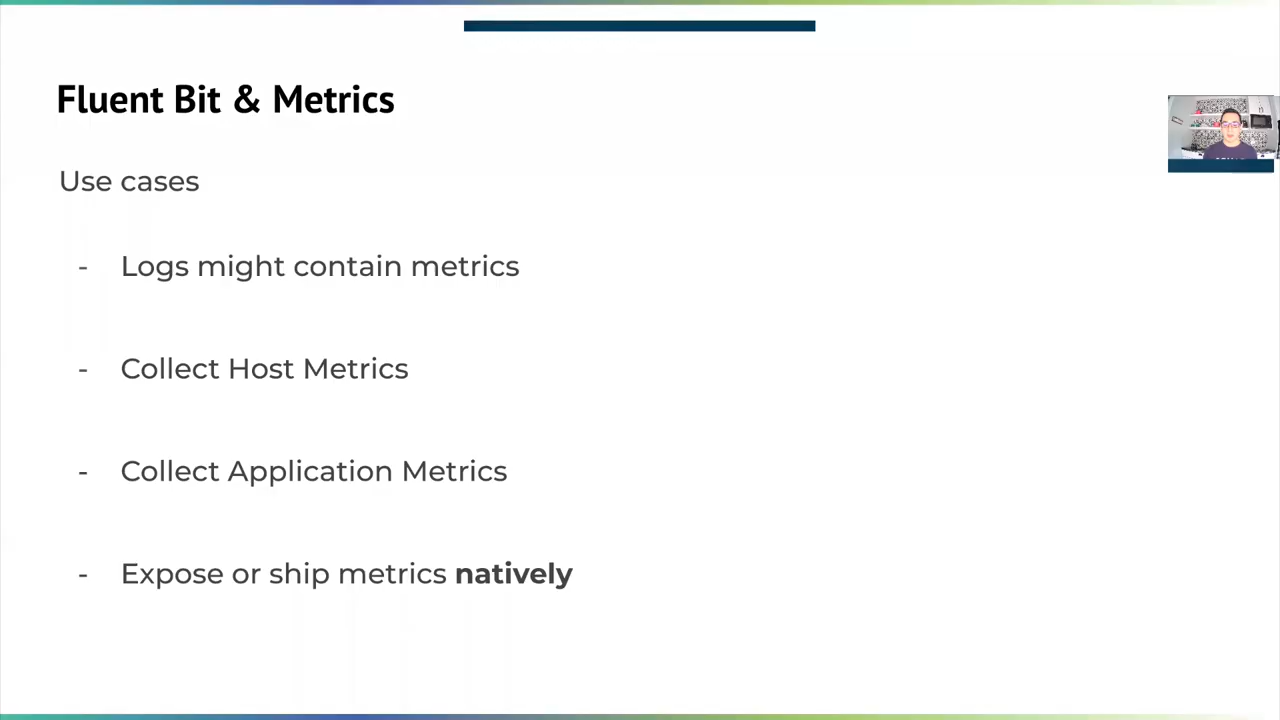 Fluent Bit & Metrics
Use cases
- Logs might contain metrics
- Collect Host Metrics
- Collect Application Metrics
- Expose or ship metrics natively